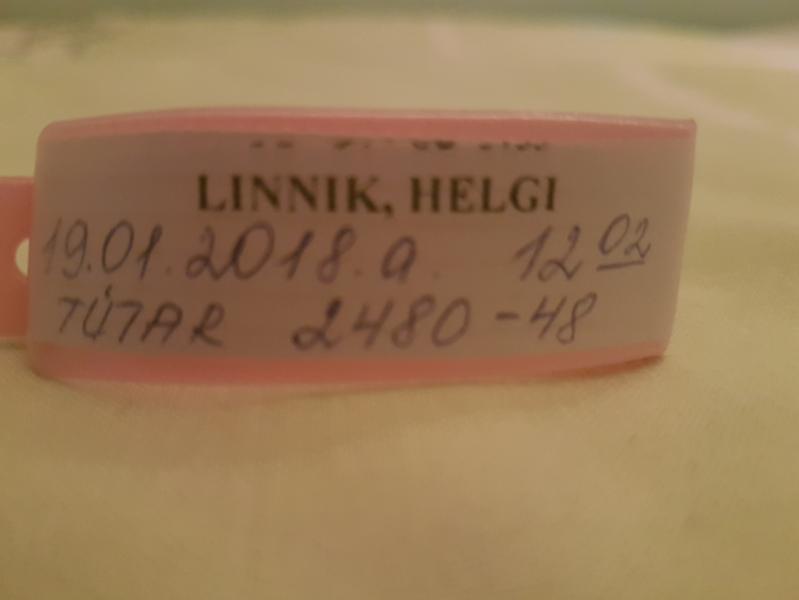 LINNIK, HELGI
19.01.2018.a. 12 02
TÜTAR 2480 - 48